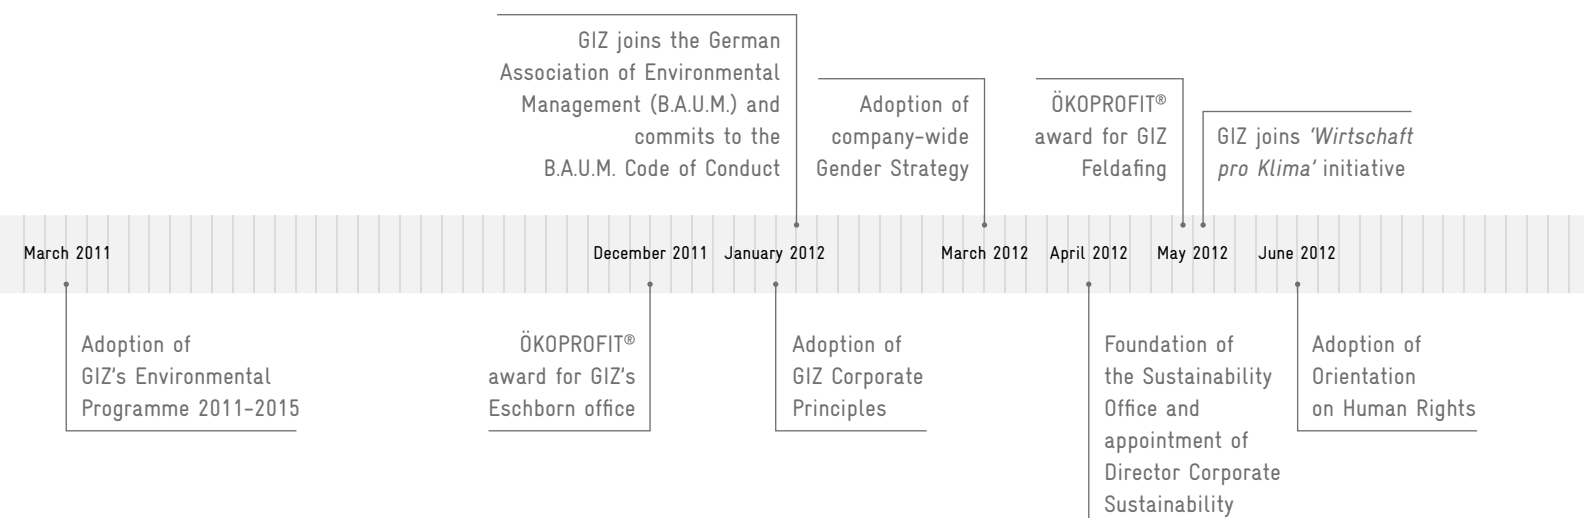 GIZ joins the German
Association of Environmental
Management (B.A.U.M.) and
commits to the
B.A.U.M. Code of Conduct
Adoption of
company-wide
Gender Strategy
ÖKOPROFIT®
award for GIZ
Feldafing
GIZ joins ‘Wirtschaft
pro Klima’ initiative
March 2011
December 2011
January 2012
March 2012
April 2012
May 2012
June 2012
Adoption of
GIZ’s Environmental
Programme 2011-2015
ÖKOPROFIT®
award for GIZ’s
Eschborn office
Adoption of
GIZ Corporate
Principles
Foundation of
the Sustainability
Office and
appointment of
Director Corporate
Sustainability
Adoption of
Orientation
on Human Rights